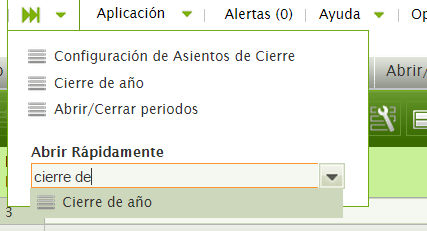 Aplicación Alertas (0) Ayuda
Configuración de Asientos de Cierre
Cierre de año
Abrir/Cerrar periodos
Abrir/
Abrir Rápidamente
cierre de
Cierre de año
3